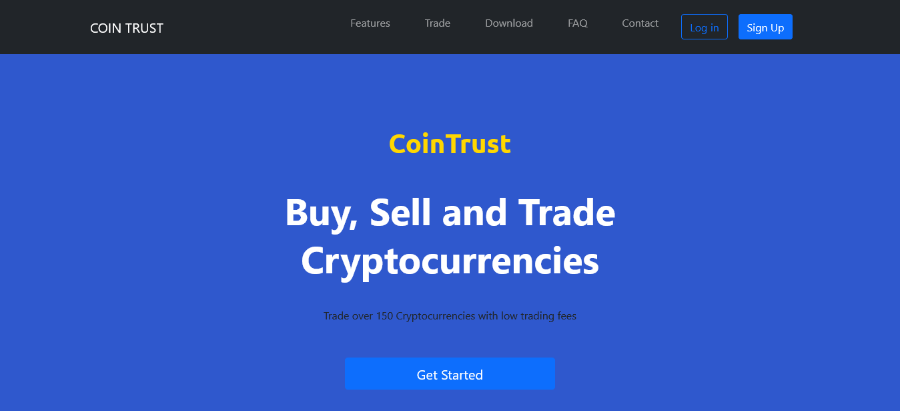 COIN TRUST
Features
Trade
Download
FAQ
Contact
Log in
Sign Up
CoinTrust
Buy, Sell and Trade
Cryptocurrencies
Trade over 150 Cryptocurrencies with low trading fees
Get Started